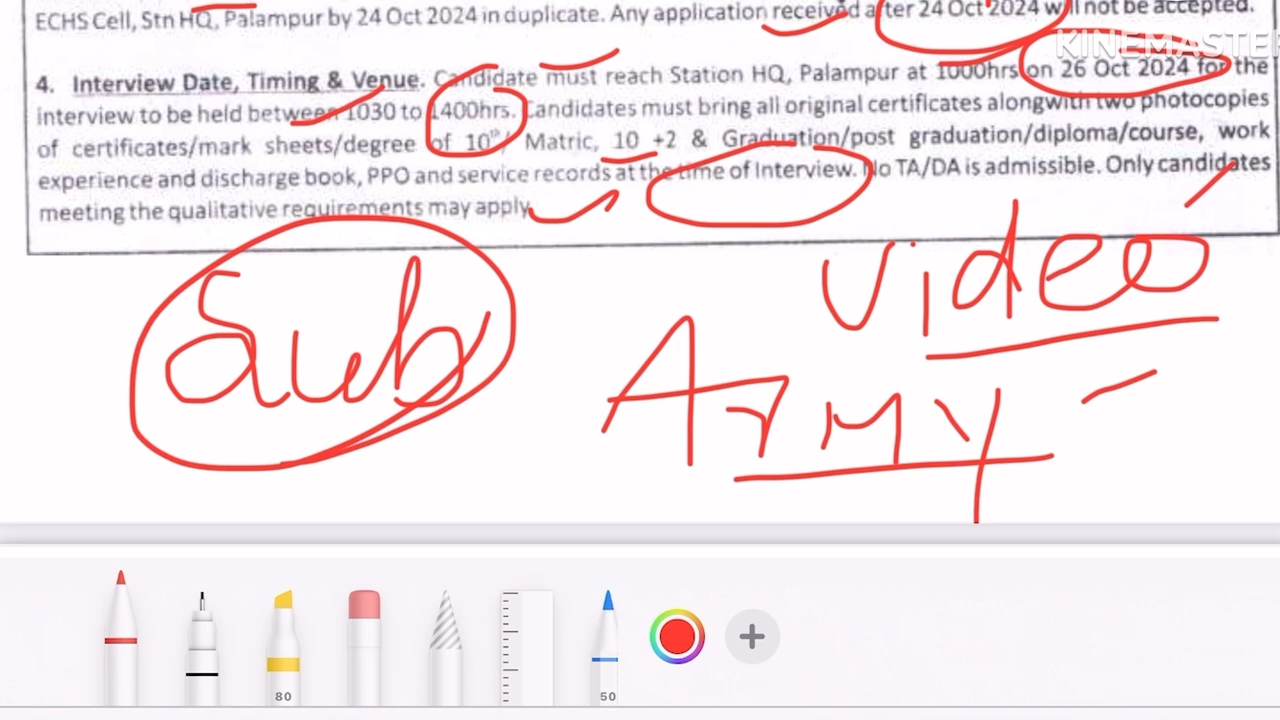 ECHS Cell, Stn HQ, Palampur by 24 Oct 2024 in duplicate. Any application received after 24 Oct 2024 will not be accepted.
KINEMASTER
4. Interview Date, Timing & Venue. Candidate must reach Station HQ, Palampur at 1000hrs on 26 Oct 2024 for the
interview to be held between 1030 to 1400hrs. Candidates must bring all original certificates alongwith two photocopies
of certificates/mark sheets/degree of 10th/ Matric, 10 +2 & Graduation/post graduation/diploma/course, work
experience and discharge book, PPO and service records at the time of Interview. No TA/DA is admissible. Only candidates
meeting the qualitative requirements may apply.
Video
Sub
Army
80
50